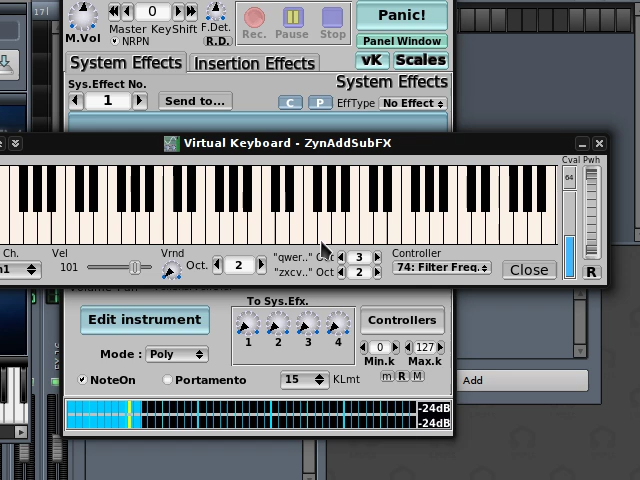 17
0
M.Vol
Master KeyShift
NRPN
F.Det.
R.D.
Rec.
Pause
Stop
Panic!
Panel Window
vK
Scales
System Effects
Insertion Effects
System Effects
Sys.Effect No.
1
Send to...
C
P
EffType
No Effect
Virtual Keyboard - ZynAddSubFX
Cval Pwh
64
Ch.
Vel
101
Vrnd
Oct.
2
"qwer.." Oct
3
"zxcv.." Oct
2
Controller
74: Filter Freq.
Close
R
Edit instrument
To Sys.Efx.
1
2
3
4
Controllers
0
127
Min.k
Max.k
Mode :
Poly
m
R
M
NoteOn
Portamento
15
KLmt
Add
-24dB
-24dB